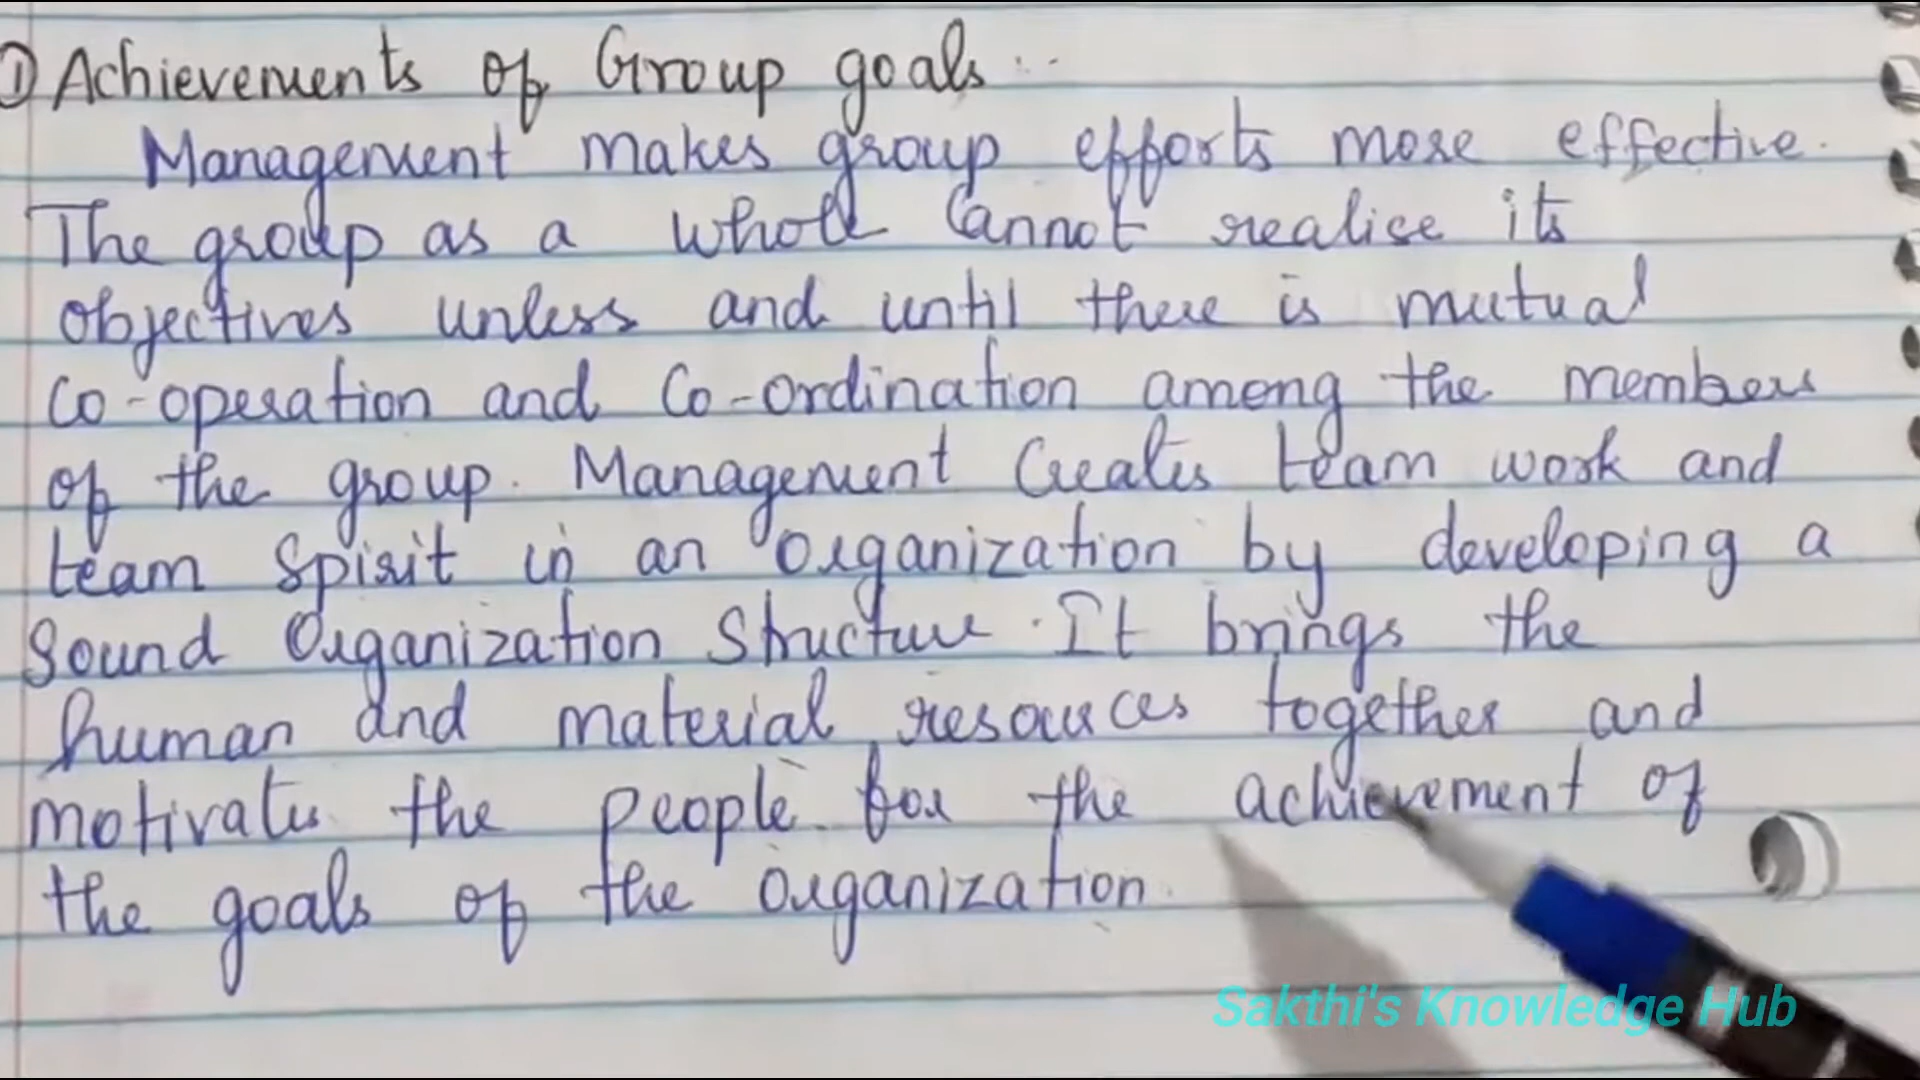 ① Achievements of Group goals..
Management makes group efforts more effective.
The group as a whole Cannot realise its
objectives unless and until there is mutual
Co-operation and Co-ordination among the members
of the group. Management Creates team work and
team Spirit in an Organization by developing a
Sound Organization Structure. It brings the
human and material resources together and
motivates the people for the achievement of
the goals of the Organization.
Sakthi's Knowledge Hub